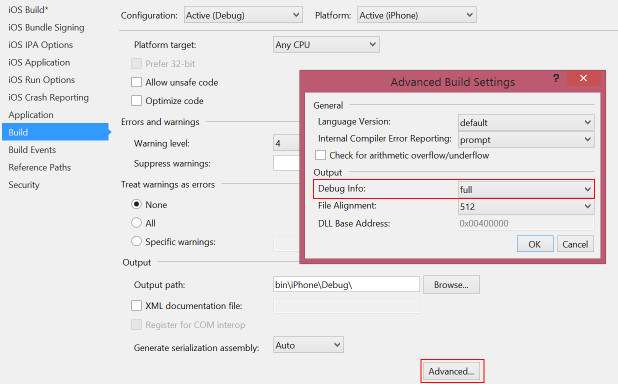 iOS Build*
iOS Bundle Signing
iOS IPA Options
iOS Application
iOS Run Options
iOS Crash Reporting
Application
Build
Build Events
Reference Paths
Security
Configuration: Active (Debug) Platform: Active (iPhone)
Platform target: Any CPU
Prefer 32-bit
Allow unsafe code
Optimize code
Errors and warnings
Warning level: 4
Suppress warnings:
Treat warnings as errors
None
All
Specific warnings:
Output
Output path: bin\iPhone\Debug\ Browse...
XML documentation file:
Register for COM interop
Generate serialization assembly: Auto
Advanced...
Advanced Build Settings ? ×
General
Language Version: default
Internal Compiler Error Reporting: prompt
Check for arithmetic overflow/underflow
Output
Debug Info: full
File Alignment: 512
DLL Base Address: 0x00400000
OK Cancel